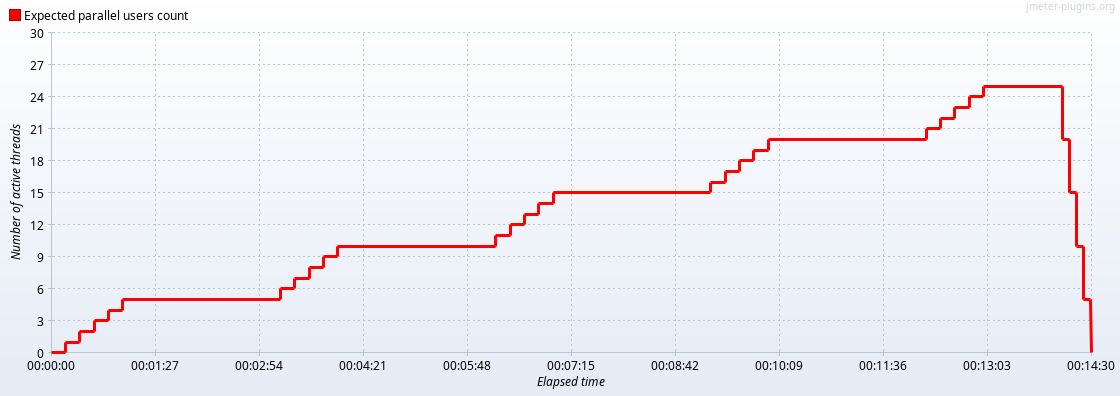 jmeter-plugins.org
Expected parallel users count
30
27
24
21
18
15
12
9
6
3
0
Number of active threads
00:00:00 00:01:27 00:02:54 00:04:21 00:05:48 00:07:15 00:08:42 00:10:09 00:11:36 00:13:03 00:14:30
Elapsed time